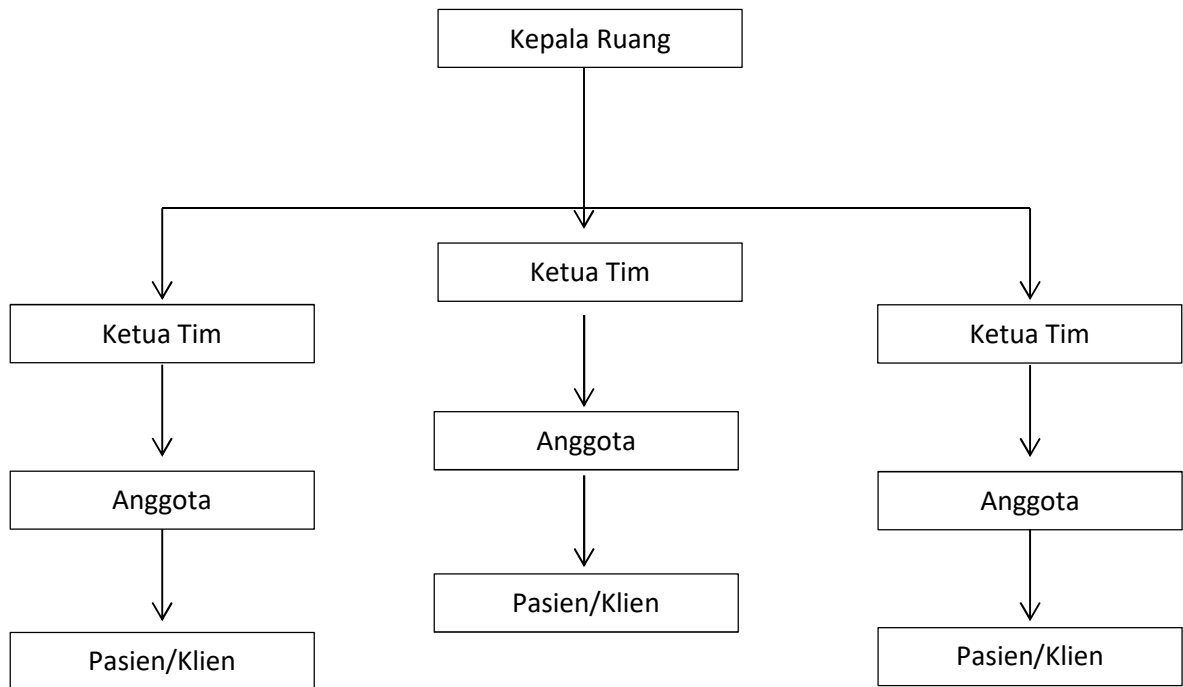 Kepala Ruang
Ketua Tim
Ketua Tim
Ketua Tim
Anggota
Anggota
Anggota
Pasien/Klien
Pasien/Klien
Pasien/Klien